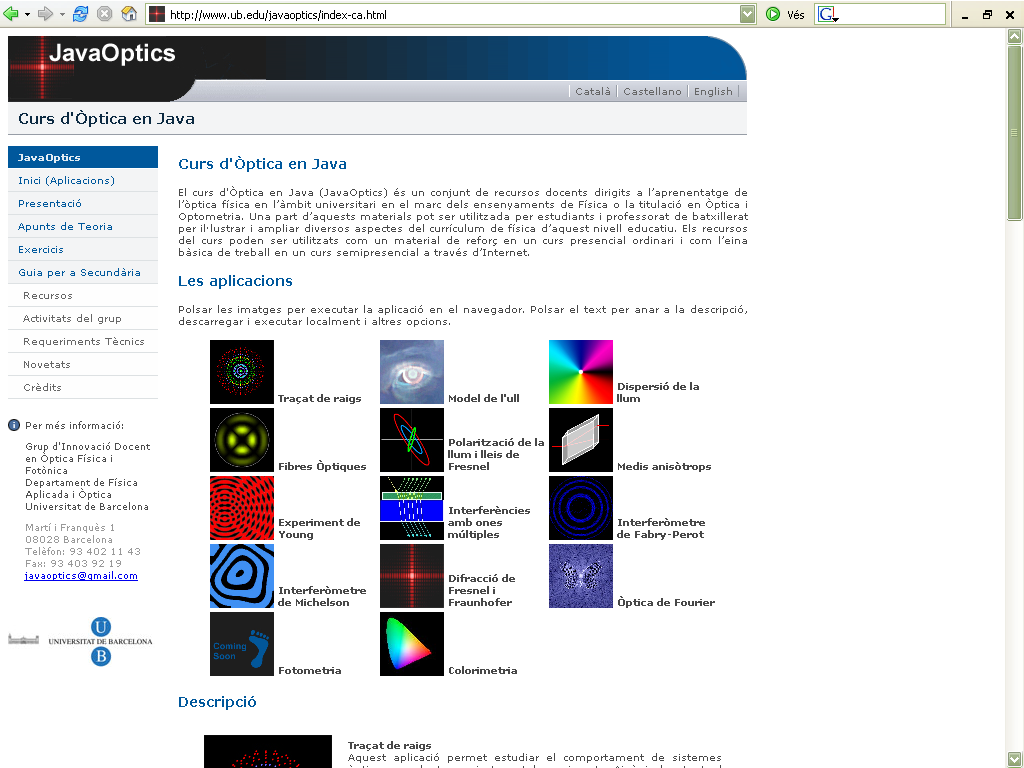 http://www.ub.edu/javaoptics/index-ca.html
Vés
G
JavaOptics
Català
Castellano
English
Curs d'Òptica en Java
JavaOptics
Inici (Aplicacions)
Presentació
Apunts de Teoria
Exercicis
Guia per a Secundària
Recursos
Activitats del grup
Requeriments Tècnics
Novetats
Crèdits
i Per més informació:
Grup d'Innovació Docent
en Òptica Física i
Fotònica
Departament de Física
Aplicada i Òptica
Universitat de Barcelona
Martí i Franquès 1
08028 Barcelona
Telèfon: 93 402 11 43
Fax: 93 403 92 19
javaoptics@gmail.com
U
UNIVERSITAT DE BARCELONA
B
Curs d'Òptica en Java
El curs d'Òptica en Java (JavaOptics) és un conjunt de recursos docents dirigits a l'aprenentatge de
l'òptica física en l'àmbit universitari en el marc dels ensenyaments de Física o la titulació en Òptica i
Optometria. Una part d'aquests materials pot ser utilitzada per estudiants i professorat de batxillerat
per il·lustrar i ampliar diversos aspectes del currículum de física d'aquest nivell educatiu. Els recursos
del curs poden ser utilitzats com un material de reforç en un curs presencial ordinari i com l'eina
bàsica de treball en un curs semipresencial a través d'Internet.
Les aplicacions
Polsar les imatges per executar la aplicació en el navegador. Polsar el text per anar a la descripció,
descarregar i executar localment i altres opcions.
Traçat de raigs
Model de l'ull
Dispersió de la
llum
Fibres Òptiques
Polarització de la
llum i lleis de
Fresnel
Medis anisòtrops
Experiment de
Young
Interferències
amb ones
múltiples
Interferòmetre
de Fabry-Perot
Interferòmetre
de Michelson
Difracció de
Fresnel i
Fraunhofer
Òptica de Fourier
Coming
Soon
Fotometria
Colorimetria
Descripció
Traçat de raigs
Aquest aplicació permet estudiar el comportament de sistemes